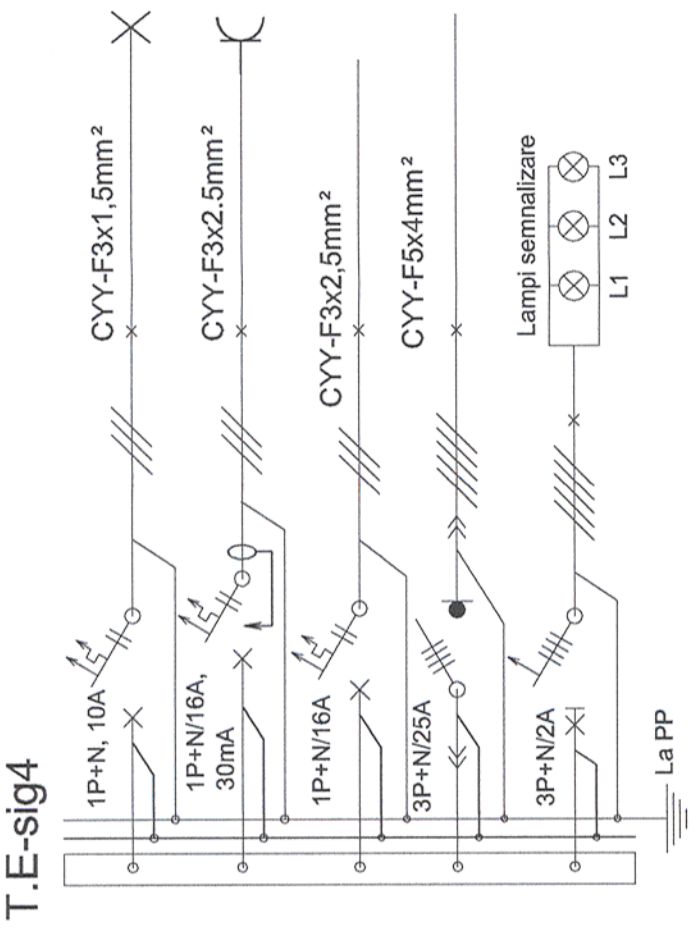 T.E-sig4
1P+N, 10A
CYY-F3x1,5mm²
1P+N/16A,
30mA
CYY-F3x2.5mm²
1P+N/16A
CYY-F3x2,5mm²
3P+N/25A
CYY-F5x4mm²
3P+N/2A
Lampi semnalizare
L1 L2 L3
La PP